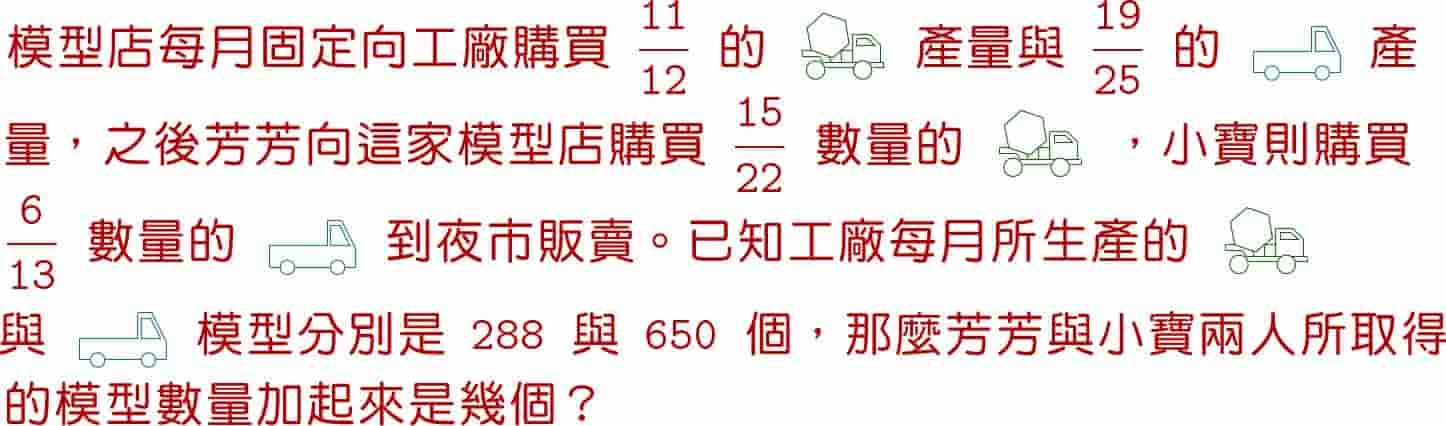 模型店每月固定向工廠購買 11/12 的 產量與 19/25 的 產
量，之後芳芳向這家模型店購買 15/22 數量的 ，小寶則購買
6/13 數量的 到夜市販賣。已知工廠每月所生產的
與 模型分別是 288 與 650 個，那麼芳芳與小寶兩人所取得
的模型數量加起來是幾個？